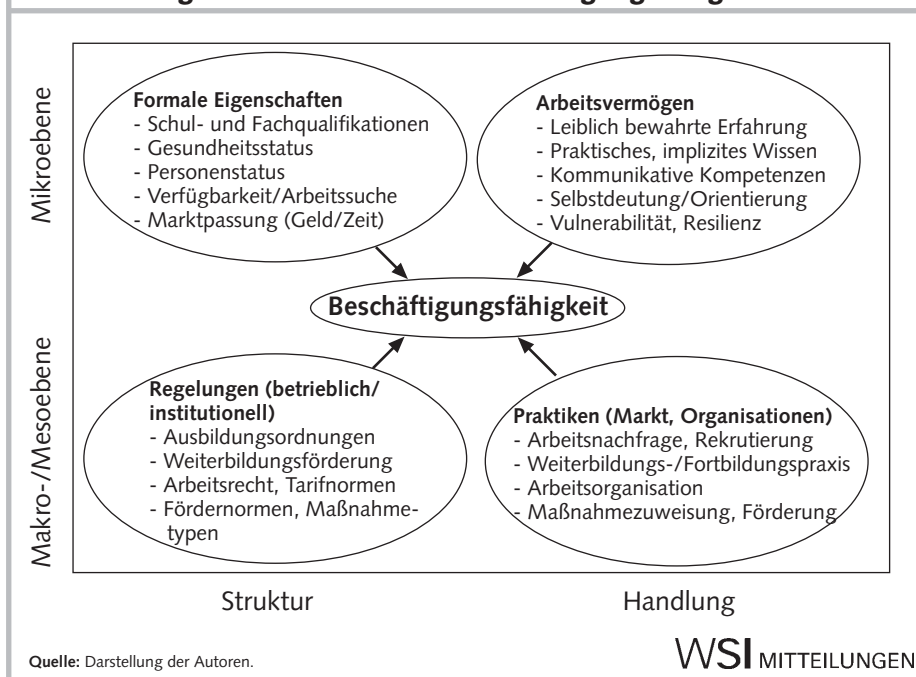 Mikroebene
Formale Eigenschaften
- Schul- und Fachqualifikationen
- Gesundheitsstatus
- Personenstatus
- Verfügbarkeit/Arbeitssuche
- Marktpassung (Geld/Zeit)
Arbeitsvermögen
- Leiblich bewahrte Erfahrung
- Praktisches, implizites Wissen
- Kommunikative Kompetenzen
- Selbstdeutung/Orientierung
- Vulnerabilität, Resilienz
Beschäftigungsfähigkeit
Makro-/Mesoebene
Regelungen (betrieblich/
institutionell)
- Ausbildungsordnungen
- Weiterbildungsförderung
- Arbeitsrecht, Tarifnormen
- Fördernormen, Maßnahme-
typen
Praktiken (Markt, Organisationen)
- Arbeitsnachfrage, Rekrutierung
- Weiterbildungs-/Fortbildungspraxis
- Arbeitsorganisation
- Maßnahmezuweisung, Förderung
Struktur
Handlung
Quelle: Darstellung der Autoren.
WSI MITTEILUNGEN